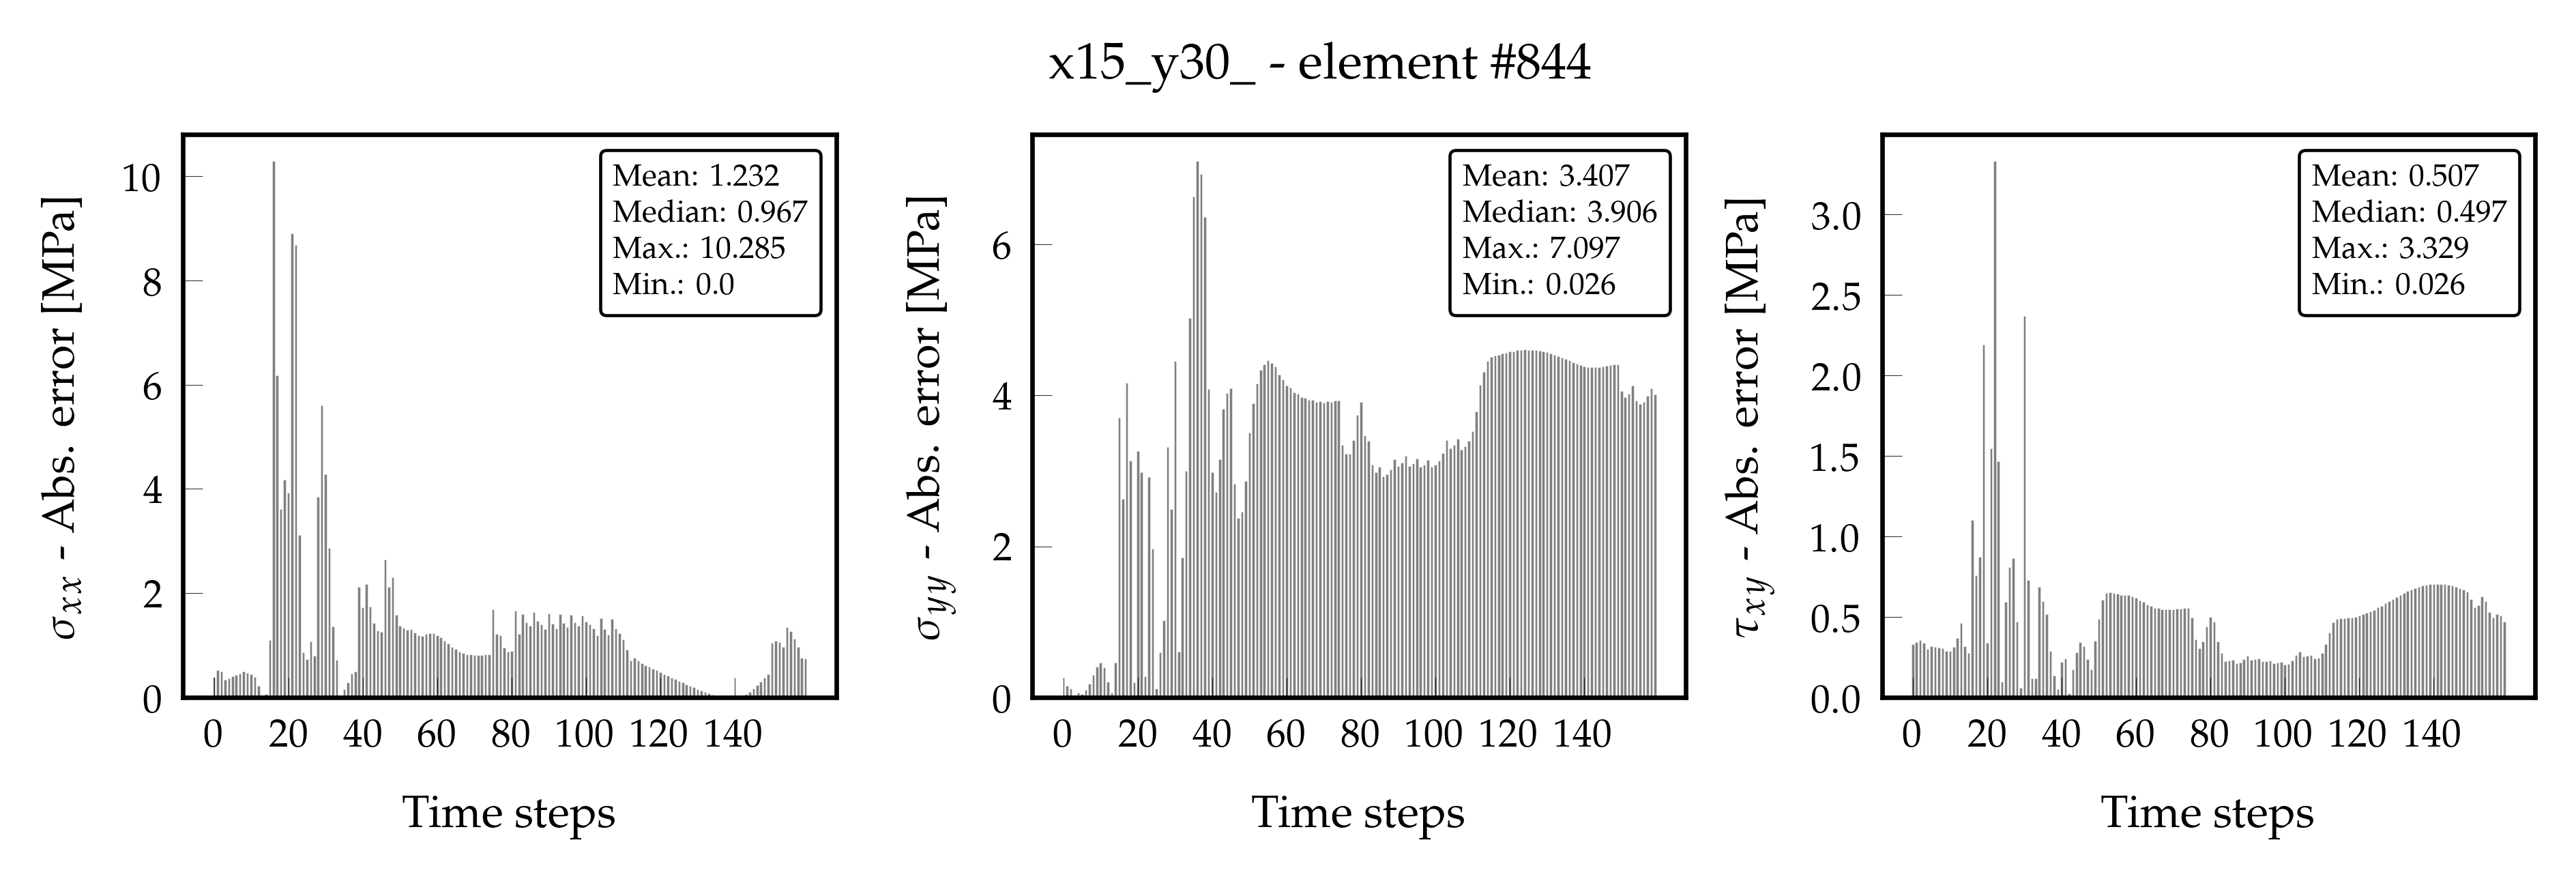 x15_y30_ - element #844
σxx - Abs. error [MPa]
10
8
6
4
2
0
Mean: 1.232
Median: 0.967
Max.: 10.285
Min.: 0.0
0 20 40 60 80 100 120 140
Time steps
σyy - Abs. error [MPa]
6
4
2
0
Mean: 3.407
Median: 3.906
Max.: 7.097
Min.: 0.026
0 20 40 60 80 100 120 140
Time steps
τxy - Abs. error [MPa]
3.0
2.5
2.0
1.5
1.0
0.5
0.0
Mean: 0.507
Median: 0.497
Max.: 3.329
Min.: 0.026
0 20 40 60 80 100 120 140
Time steps